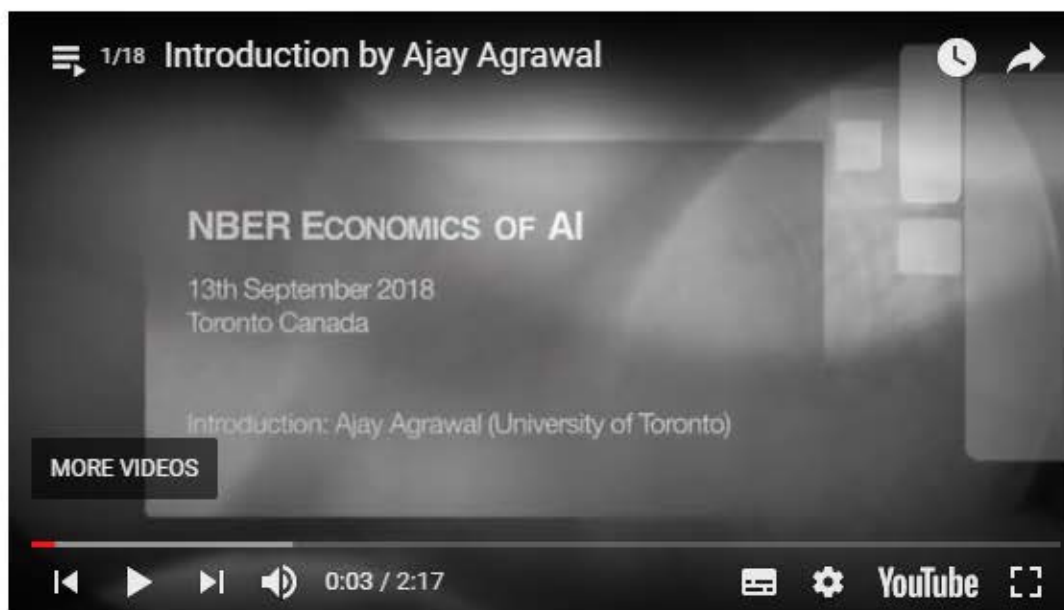 1/18 Introduction by Ajay Agrawal
NBER ECONOMICS OF AI
13th September 2018
Toronto Canada
Introduction: Ajay Agrawal (University of Toronto)
MORE VIDEOS
0:03 / 2:17
YouTube